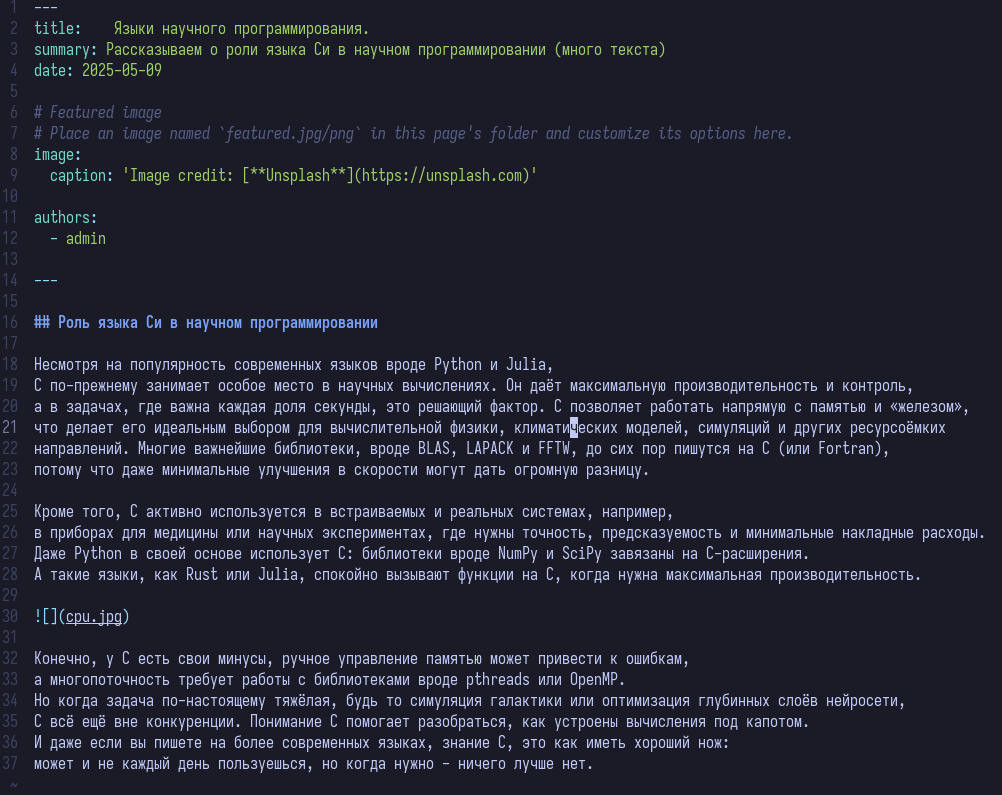 1 ---
2 title:    Языки научного программирования.
3 summary: Рассказываем о роли языка Си в научном программировании (много текста)
4 date: 2025-05-09
5
6 # Featured image
7 # Place an image named `featured.jpg/png` in this page's folder and customize its options here.
8 image:
9   caption: 'Image credit: [**Unsplash**](https://unsplash.com)'
10
11 authors:
12   - admin
13
14 ---
15
16 ## Роль языка Си в научном программировании
17
18 Несмотря на популярность современных языков вроде Python и Julia,
19 C по-прежнему занимает особое место в научных вычислениях. Он даёт максимальную производительность и контроль,
20 а в задачах, где важна каждая доля секунды, это решающий фактор. C позволяет работать напрямую с памятью и «железом»,
21 что делает его идеальным выбором для вычислительной физики, климатических моделей, симуляций и других ресурсоёмких
22 направлений. Многие важнейшие библиотеки, вроде BLAS, LAPACK и FFTW, до сих пор пишутся на C (или Fortran),
23 потому что даже минимальные улучшения в скорости могут дать огромную разницу.
24
25 Кроме того, C активно используется в встраиваемых и реальных системах, например,
26 в приборах для медицины или научных экспериментах, где нужны точность, предсказуемость и минимальные накладные расходы.
27 Даже Python в своей основе использует C: библиотеки вроде NumPy и SciPy завязаны на C-расширения.
28 А такие языки, как Rust или Julia, спокойно вызывают функции на C, когда нужна максимальная производительность.
29
30 ![](cpu.jpg)
31
32 Конечно, у C есть свои минусы, ручное управление памятью может привести к ошибкам,
33 а многопоточность требует работы с библиотеками вроде pthreads или OpenMP.
34 Но когда задача по-настоящему тяжёлая, будь то симуляция галактики или оптимизация глубинных слоёв нейросети,
35 C всё ещё вне конкуренции. Понимание C помогает разобраться, как устроены вычисления под капотом.
36 И даже если вы пишете на более современных языках, знание C, это как иметь хороший нож:
37 может и не каждый день пользуешься, но когда нужно - ничего лучше нет.
~